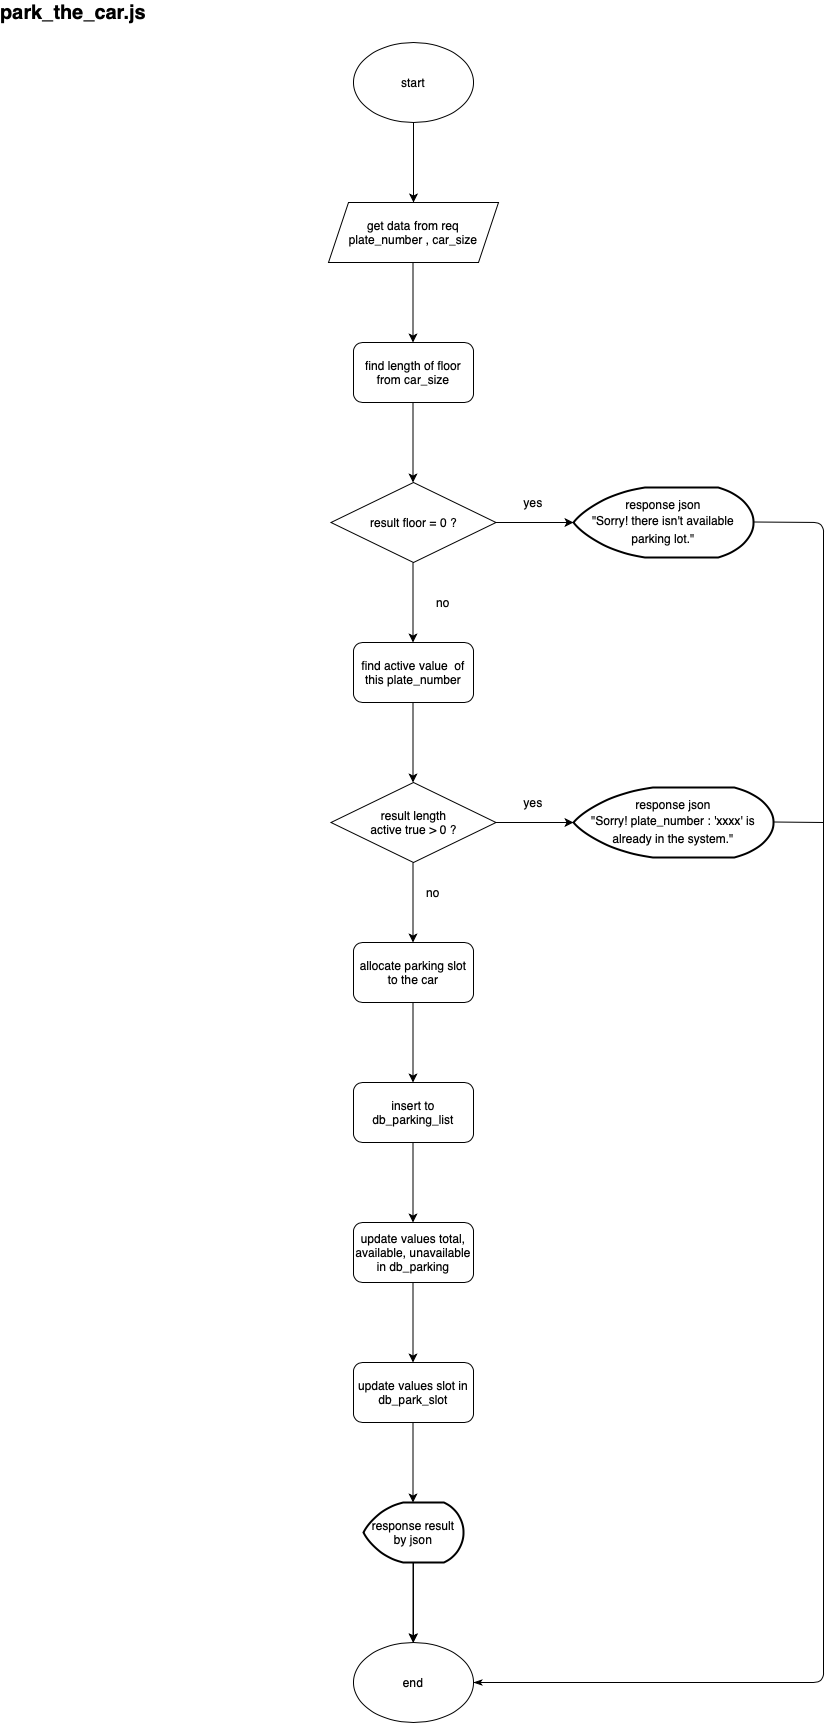 park_the_car.js
start
get data from req
plate_number , car_size
find length of floor
from car_size
result floor = 0 ?
yes
response json
"Sorry! there isn't available
parking lot."
no
find active value  of
this plate_number
result length
active true > 0 ?
yes
response json
"Sorry! plate_number : 'xxxx' is
already in the system."
no
allocate parking slot
to the car
insert to
db_parking_list
update values total,
available, unavailable
in db_parking
update values slot in
db_park_slot
response result
by json
end